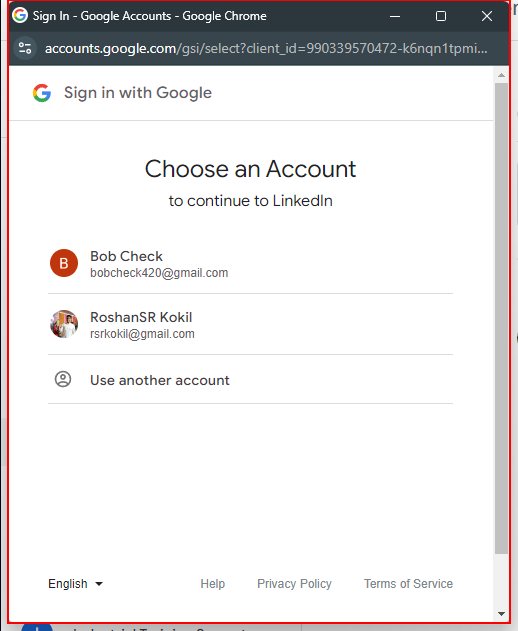 Sign In - Google Accounts - Google Chrome
accounts.google.com/gsi/select?client_id=990339570472-k6nqn1tpmi...
Sign in with Google
Choose an Account
to continue to LinkedIn
B
Bob Check
bobcheck420@gmail.com
RoshanSR Kokil
rsrkokil@gmail.com
Use another account
English
Help
Privacy Policy
Terms of Service